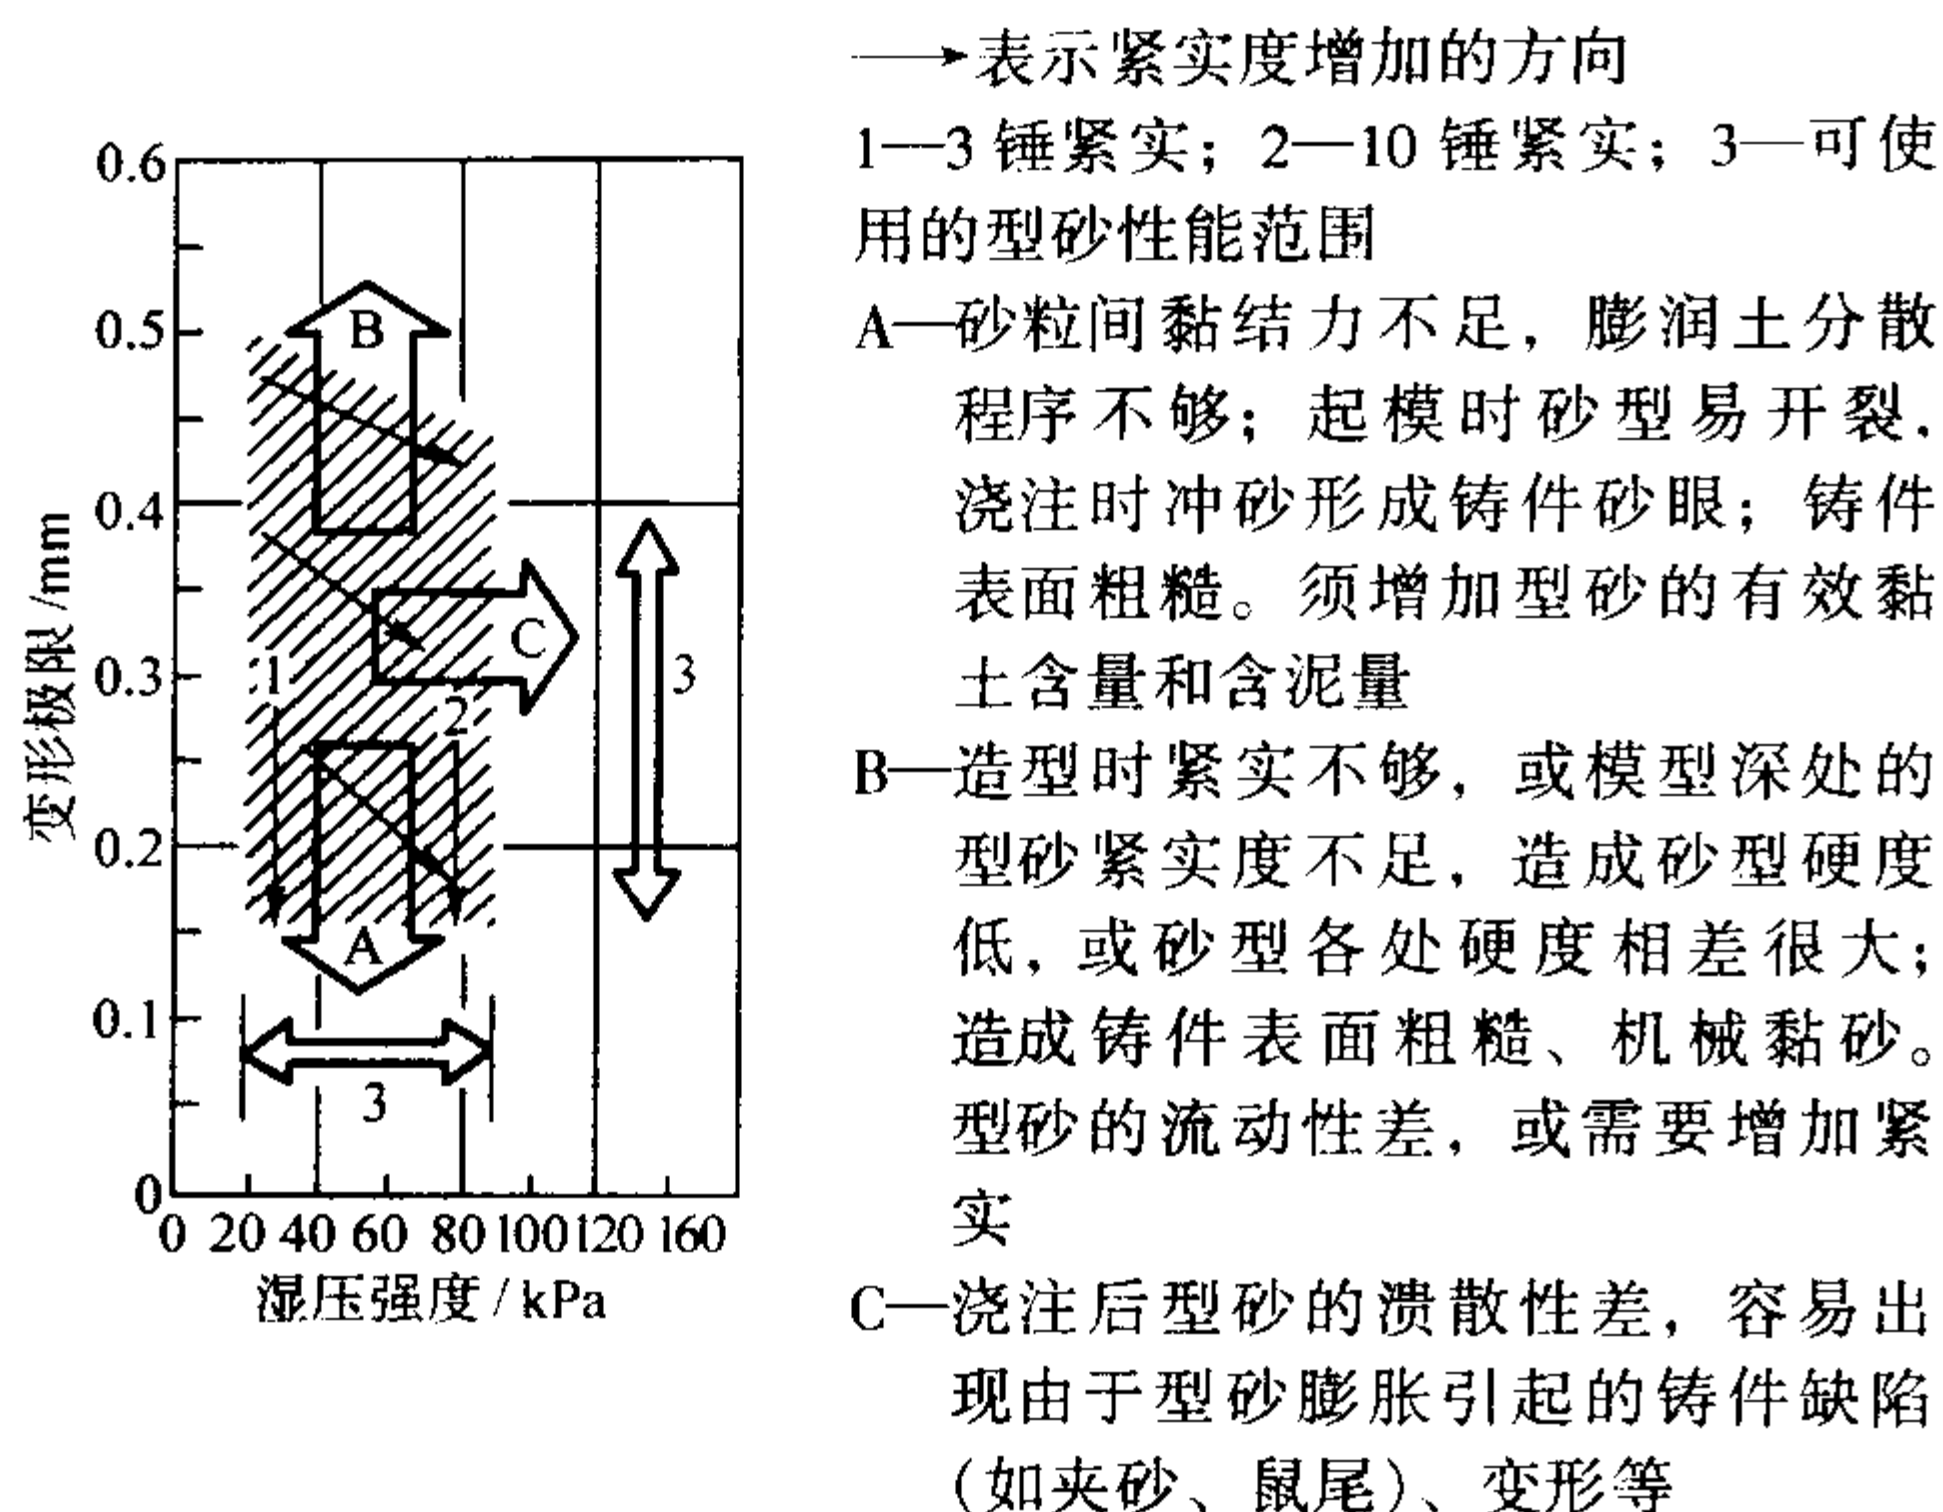 0.6
0.5
0.4
0.3
0.2
0.1
0
变形极限/mm
B
C
1
2
3
A
3
0 20 40 60 80 100 120 160
湿压强度/kPa
→表示紧实度增加的方向
1—3锤紧实；2—10锤紧实；3—可使
用的型砂性能范围
A—砂粒间黏结力不足，膨润土分散
程序不够；起模时砂型易开裂，
浇注时冲砂形成铸件砂眼；铸件
表面粗糙。须增加型砂的有效黏
土含量和含泥量
B—造型时紧实不够，或模型深处的
型砂紧实度不足，造成砂型硬度
低，或砂型各处硬度相差很大；
造成铸件表面粗糙、机械黏砂。
型砂的流动性差，或需要增加紧
实
C—浇注后型砂的溃散性差，容易出
现由于型砂膨胀引起的铸件缺陷
（如夹砂、鼠尾）、变形等